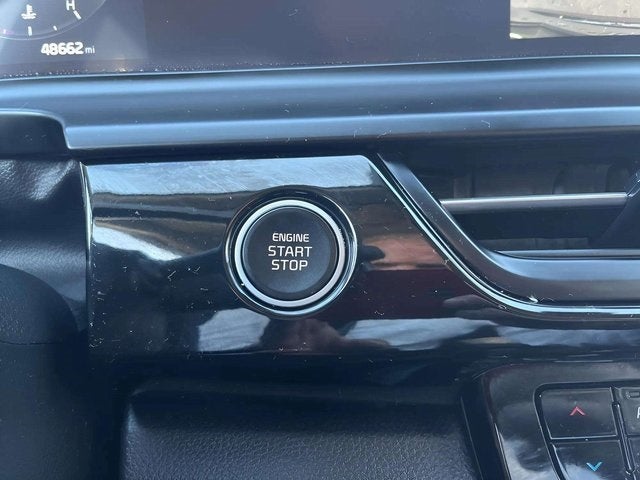 H
48662 mi
ENGINE
START
STOP